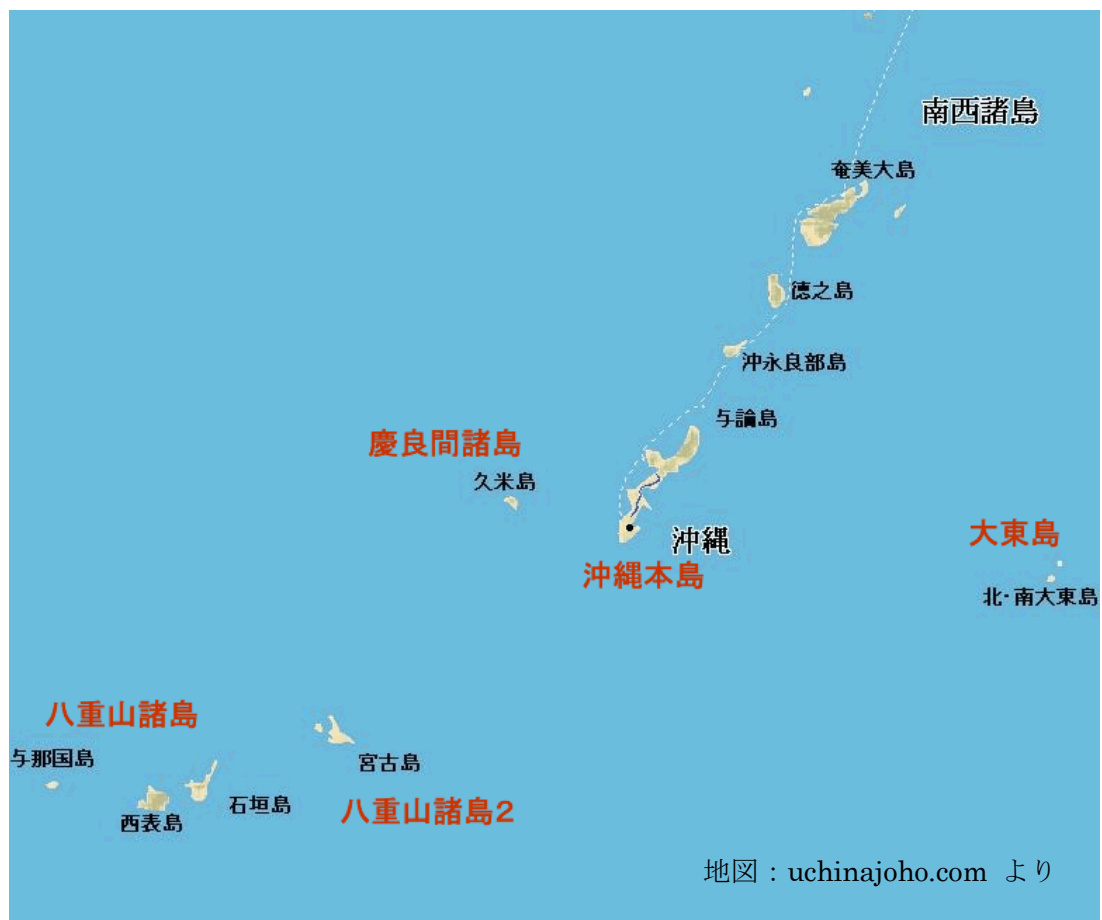 南西諸島
奄美大島
徳之島
沖永良部島
与論島
慶良間諸島
久米島
大東島
沖縄
沖縄本島
北・南大東島
八重山諸島
与那国島
宮古島
石垣島
八重山諸島2
西表島
地図：uchinajoho.com より